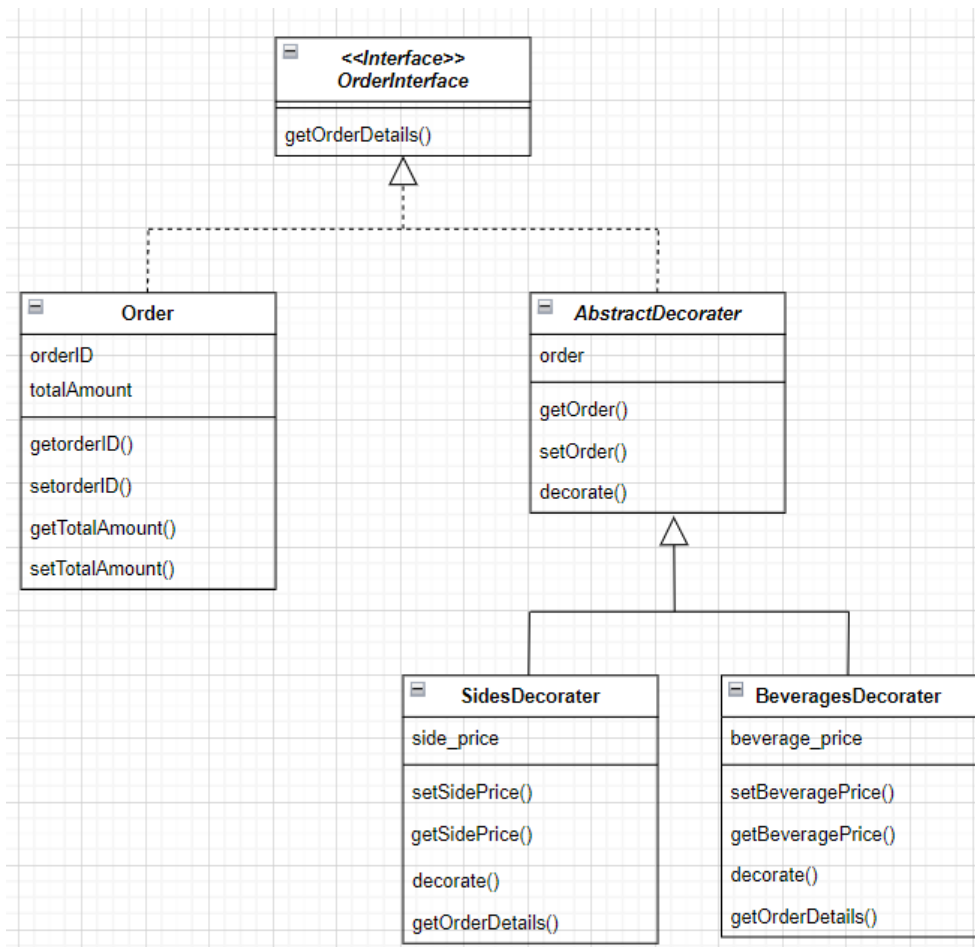 <<Interface>>
OrderInterface
getOrderDetails()
Order
orderID
totalAmount
getorderID()
setorderID()
getTotalAmount()
setTotalAmount()
AbstractDecorater
order
getOrder()
setOrder()
decorate()
SidesDecorater
side_price
setSidePrice()
getSidePrice()
decorate()
getOrderDetails()
BeveragesDecorater
beverage_price
setBeveragePrice()
getBeveragePrice()
decorate()
getOrderDetails()